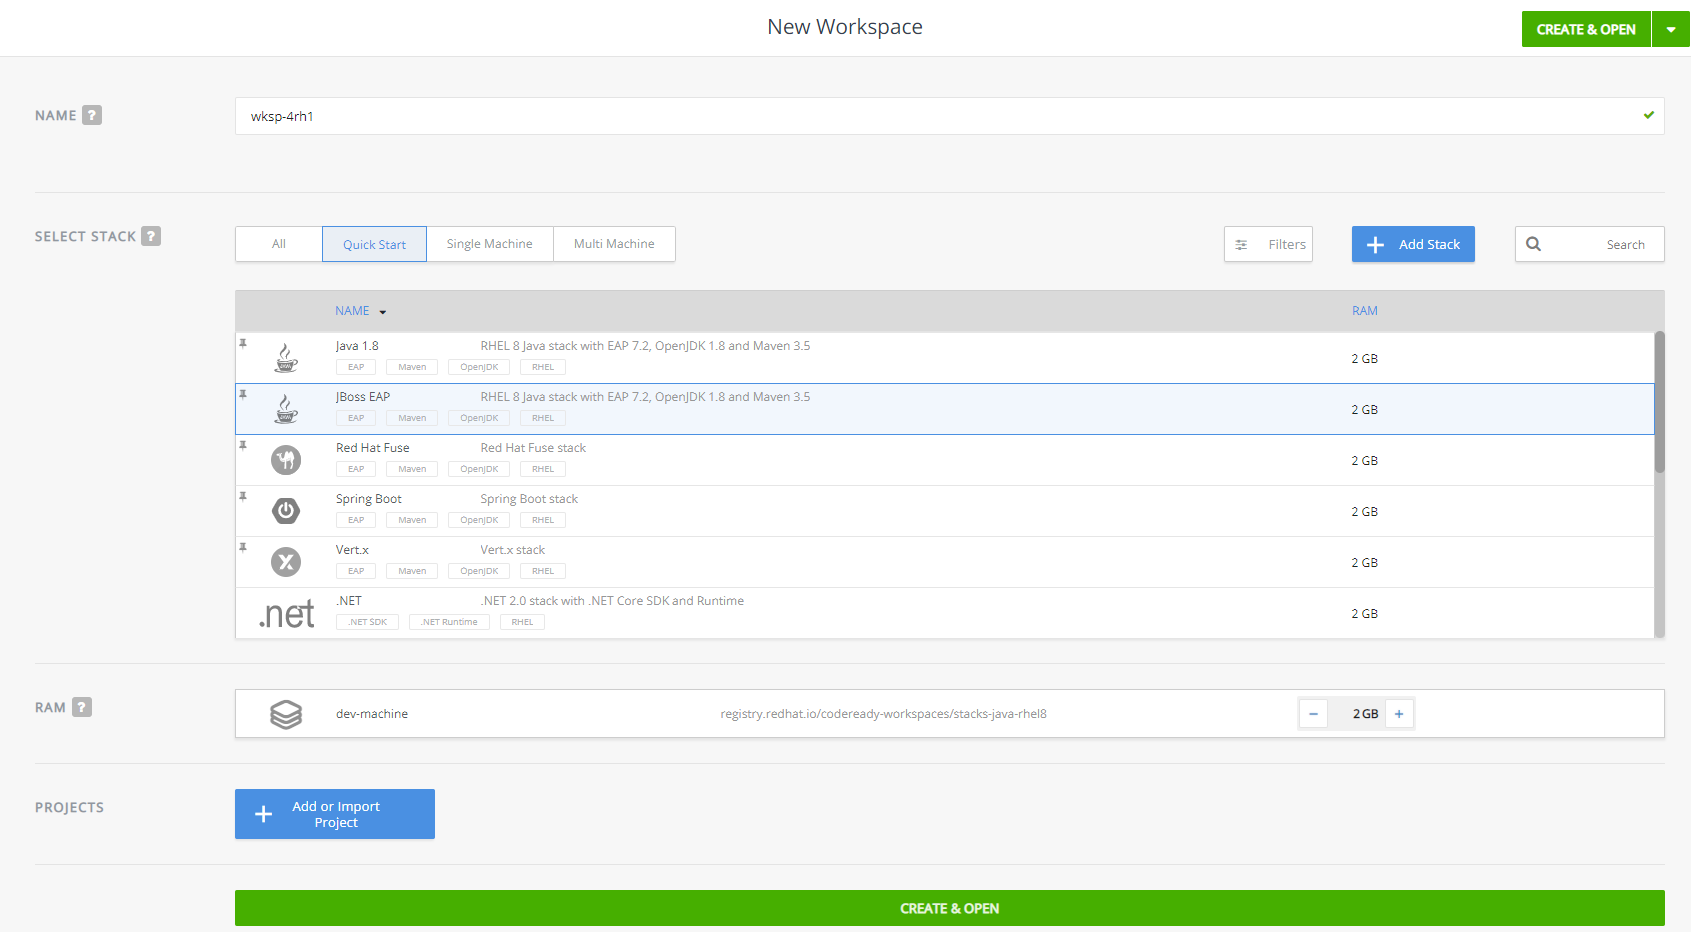 New Workspace
CREATE & OPEN
NAME ?
wksp-4rh1
SELECT STACK ?
All Quick Start Single Machine Multi Machine Filters Add Stack Search
NAME RAM
Java 1.8 RHEL 8 Java stack with EAP 7.2, OpenJDK 1.8 and Maven 3.5 2 GB
EAP Maven OpenJDK RHEL
JBoss EAP RHEL 8 Java stack with EAP 7.2, OpenJDK 1.8 and Maven 3.5 2 GB
EAP Maven OpenJDK RHEL
Red Hat Fuse Red Hat Fuse stack 2 GB
EAP Maven OpenJDK RHEL
Spring Boot Spring Boot stack 2 GB
EAP Maven OpenJDK RHEL
Vert.x Vert.x stack 2 GB
EAP Maven OpenJDK RHEL
.net .NET .NET 2.0 stack with .NET Core SDK and Runtime 2 GB
.NET SDK .NET Runtime RHEL
RAM ?
dev-machine registry.redhat.io/codeready-workspaces/stacks-java-rhel8 − 2 GB +
PROJECTS
Add or Import
Project
CREATE & OPEN